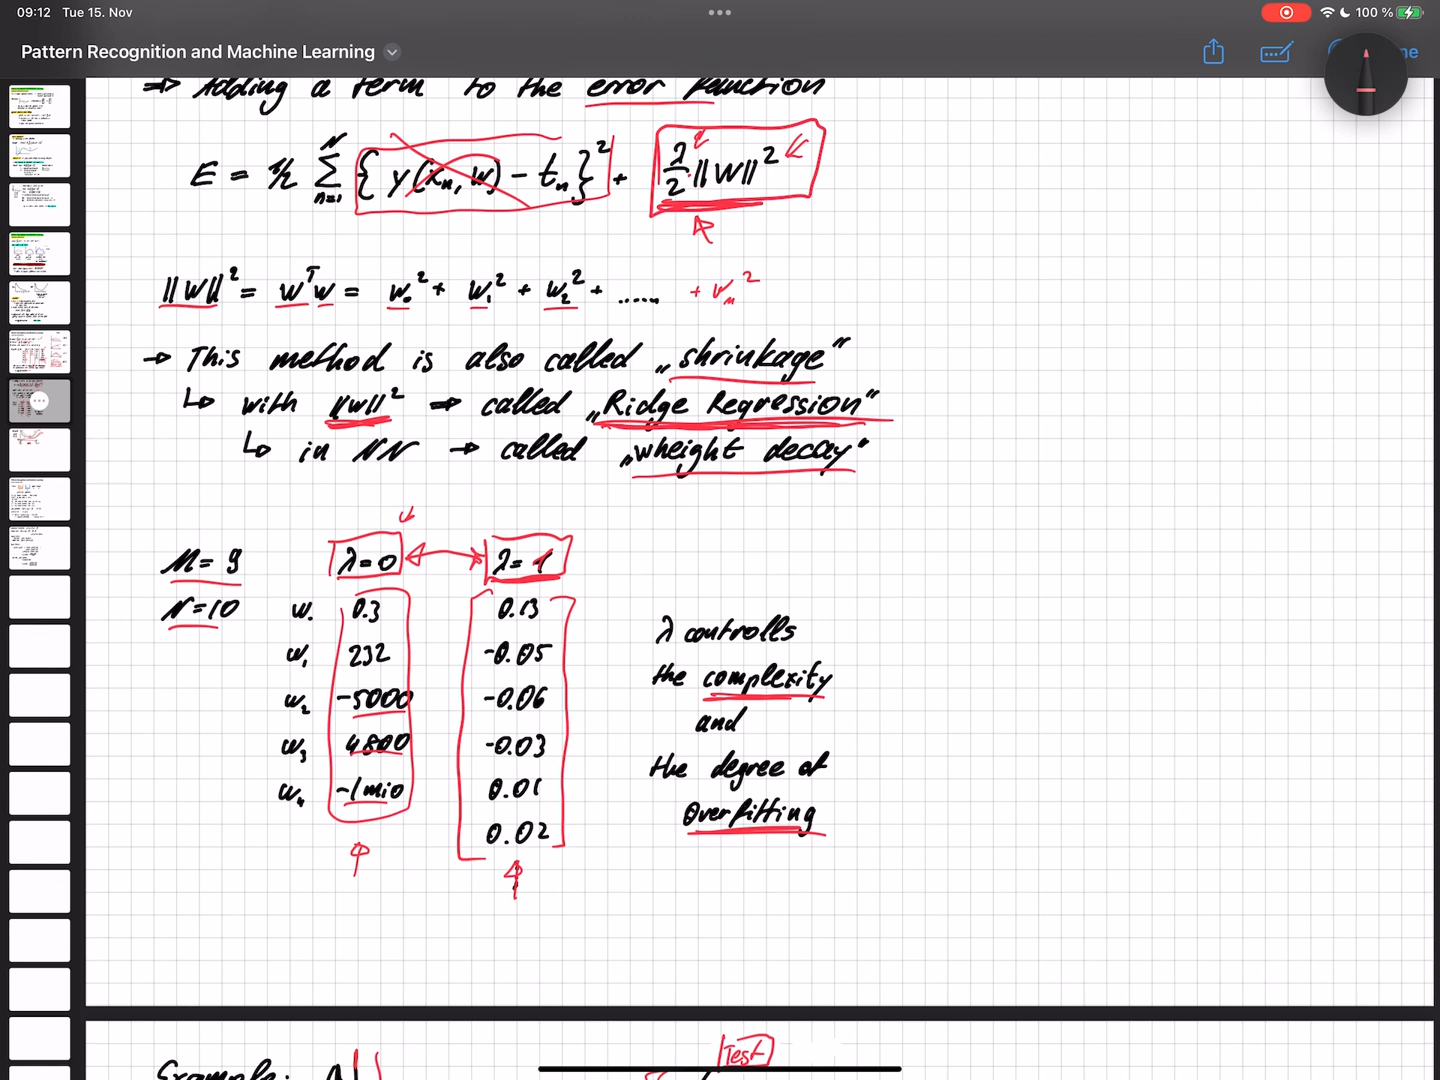 09:12 Tue 15. Nov
100 %
Pattern Recognition and Machine Learning
⇒ Adding a term to the error function
E = 1/2 Σ n=1 N { y(xn, w) - tn }² + λ/2 ||w||²
||w||² = wᵀw = w₀² + w₁² + w₂² + ..... + wM²
→ This method is also called „shrinkage"
↳ with ||w||² ⇒ called „Ridge Regression"
↳ in NN → called „wheight decay"
M = 9 λ=0 λ=1
N=10 w. 0.3 0.13
w₁ 232 -0.05
w₂ -5000 -0.06
w₃ 4800 -0.03
w₄ -1mio 0.01
0.02
λ controlls
the complexity
and
the degree of
Overfitting
Test
Example: